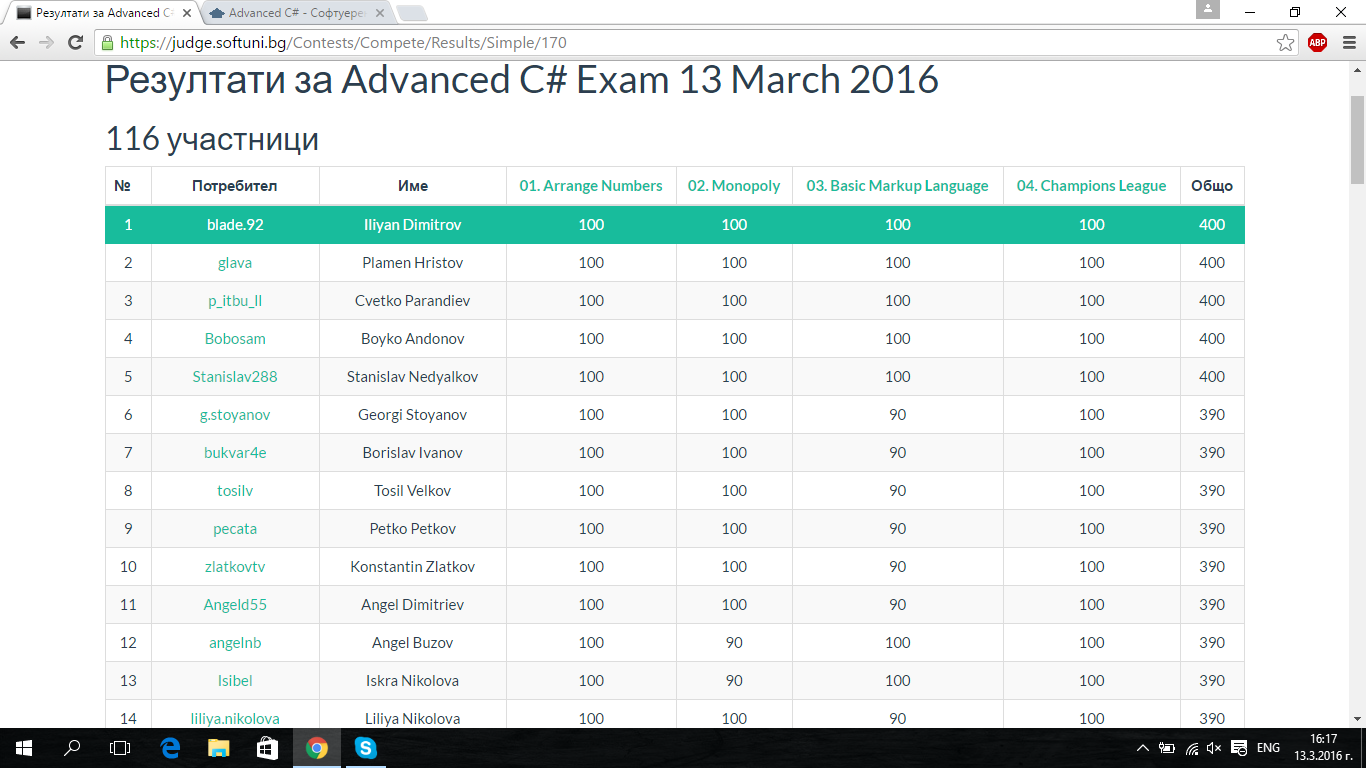 Резултати за Advanced C#
Advanced C# - Софтуере
https://judge.softuni.bg/Contests/Compete/Results/Simple/170
ABP
Резултати за Advanced C# Exam 13 March 2016
116 участници
№ Потребител Име 01. Arrange Numbers 02. Monopoly 03. Basic Markup Language 04. Champions League Общо
1 blade.92 Iliyan Dimitrov 100 100 100 100 400
2 glava Plamen Hristov 100 100 100 100 400
3 p_itbu_ll Cvetko Parandiev 100 100 100 100 400
4 Bobosam Boyko Andonov 100 100 100 100 400
5 Stanislav288 Stanislav Nedyalkov 100 100 100 100 400
6 g.stoyanov Georgi Stoyanov 100 100 90 100 390
7 bukvar4e Borislav Ivanov 100 100 90 100 390
8 tosilv Tosil Velkov 100 100 90 100 390
9 pecata Petko Petkov 100 100 90 100 390
10 zlatkovtv Konstantin Zlatkov 100 100 90 100 390
11 Angeld55 Angel Dimitriev 100 100 90 100 390
12 angelnb Angel Buzov 100 90 100 100 390
13 Isibel Iskra Nikolova 100 90 100 100 390
14 liliya.nikolova Liliya Nikolova 100 100 90 100 390
ENG
16:17
13.3.2016 г.